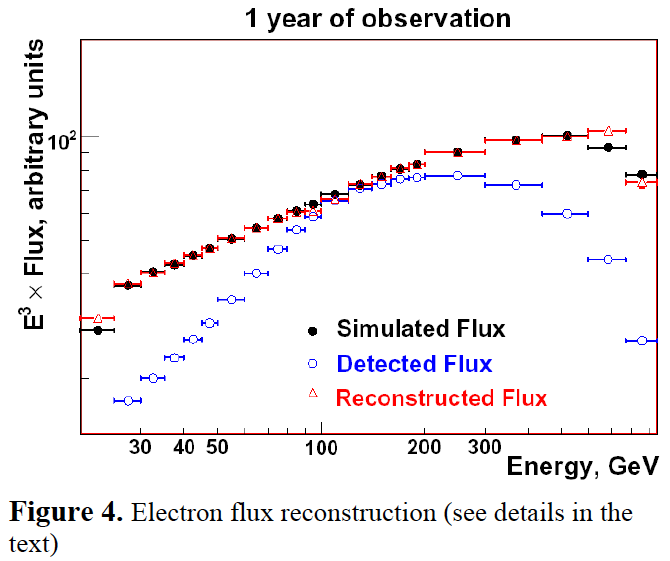 1 year of observation
E³ × Flux, arbitrary units
10²
Simulated Flux
Detected Flux
Reconstructed Flux
30 40 50 100 200 300
Energy, GeV
Figure 4. Electron flux reconstruction (see details in the
text)